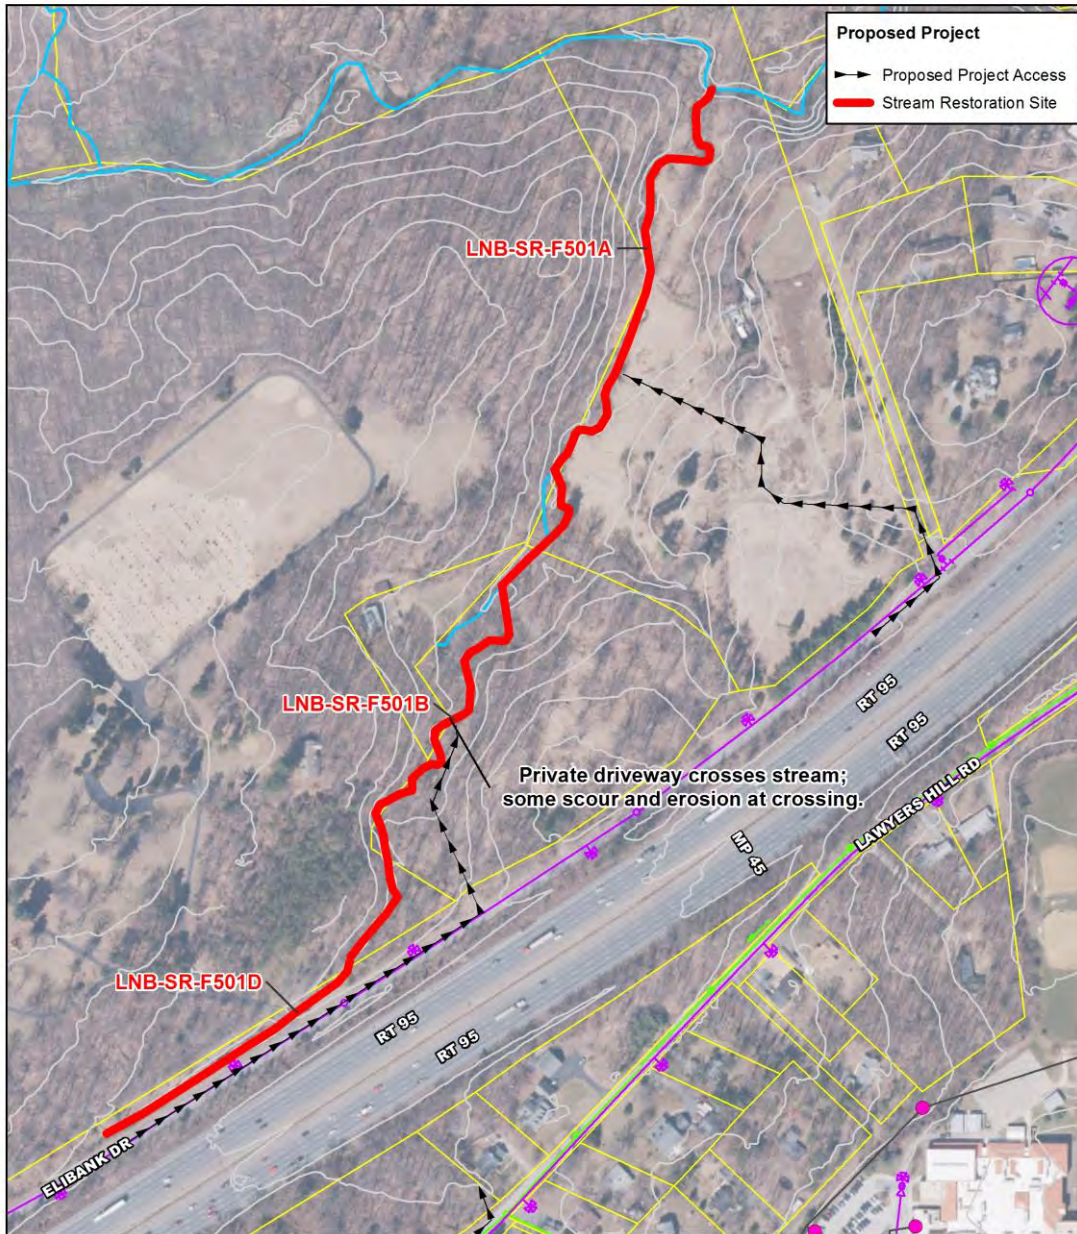 Proposed Project
Proposed Project Access
Stream Restoration Site
LNB-SR-F501A
LNB-SR-F501B
RT 95
RT 95
Private driveway crosses stream;
some scour and erosion at crossing.
LAWYERS HILL RD
MP 45
LNB-SR-F501D
RT 95
RT 95
ELIBANK DR